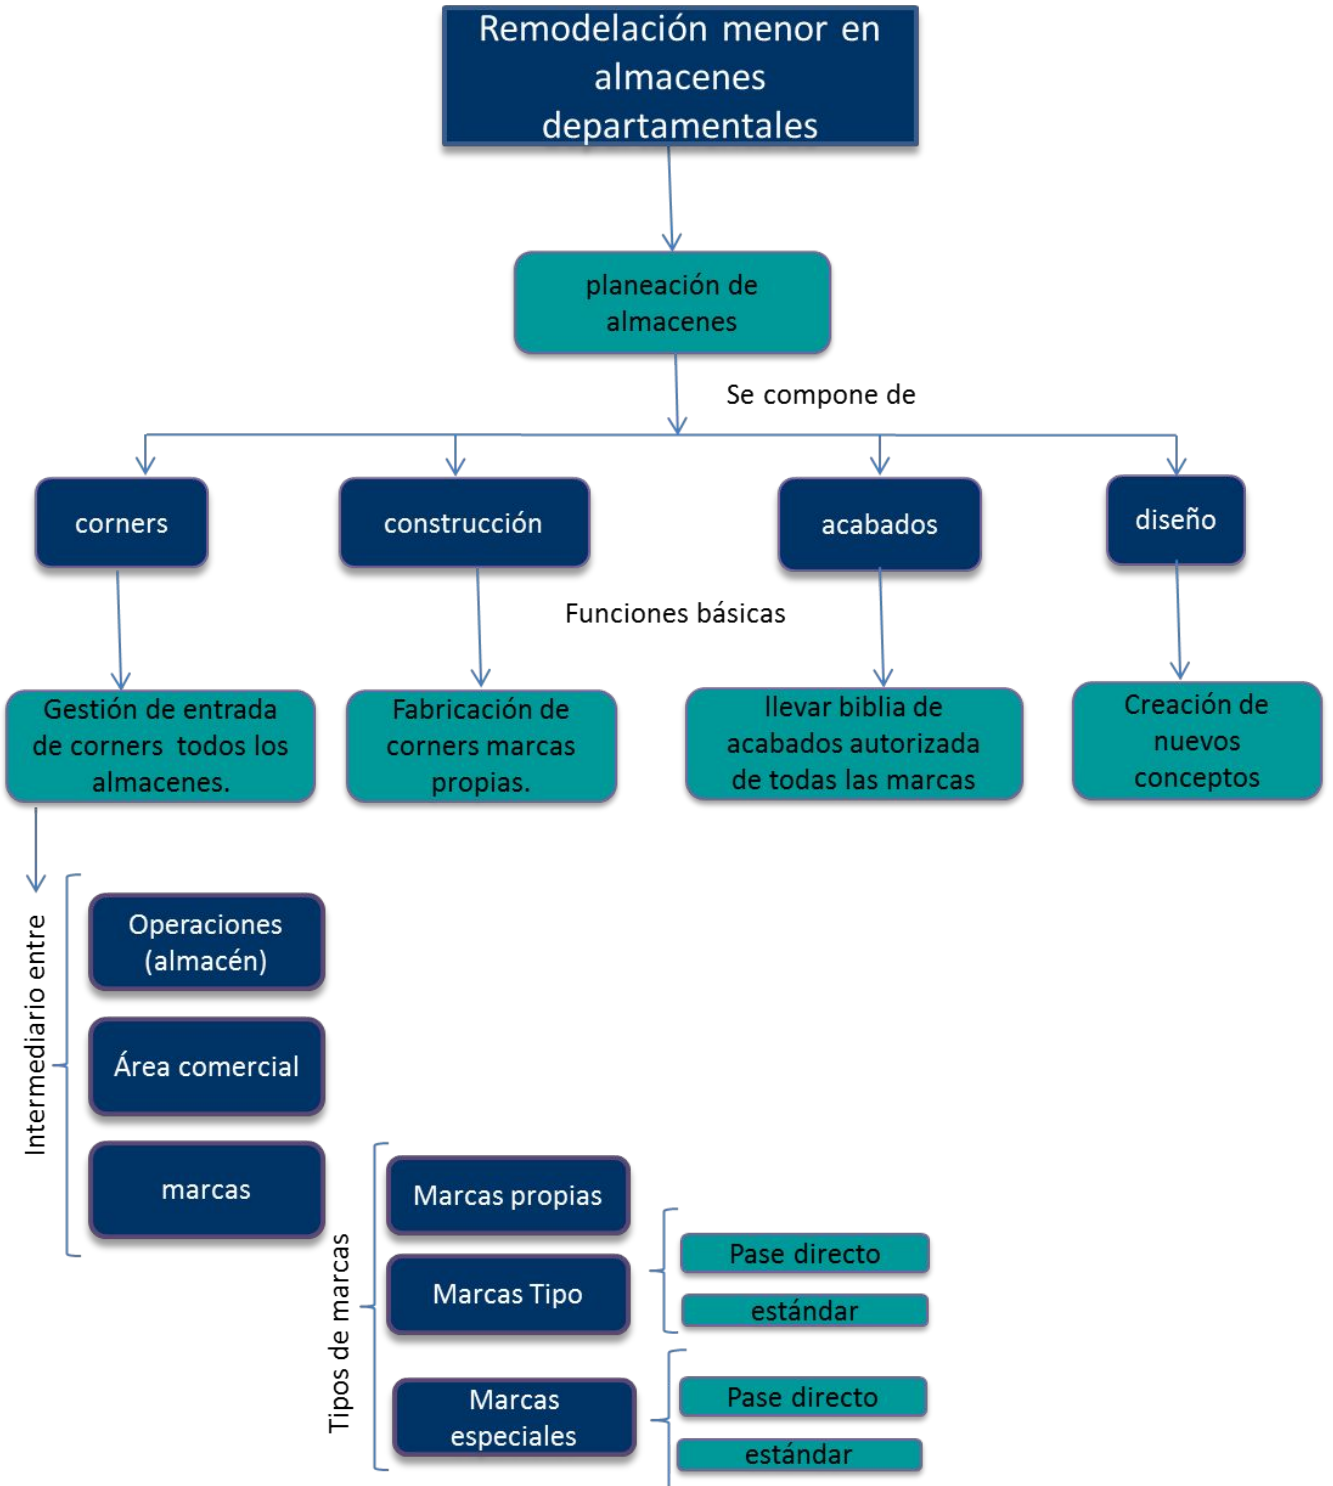 Remodelación menor en
almacenes
departamentales
planeación de
almacenes
Se compone de
corners
construcción
acabados
diseño
Funciones básicas
Gestión de entrada
de corners todos los
almacenes.
Fabricación de
corners marcas
propias.
llevar biblia de
acabados autorizada
de todas las marcas
Creación de
nuevos
conceptos
Intermediario entre
Operaciones
(almacén)
Área comercial
marcas
Tipos de marcas
Marcas propias
Marcas Tipo
Pase directo
estándar
Marcas
especiales
Pase directo
estándar